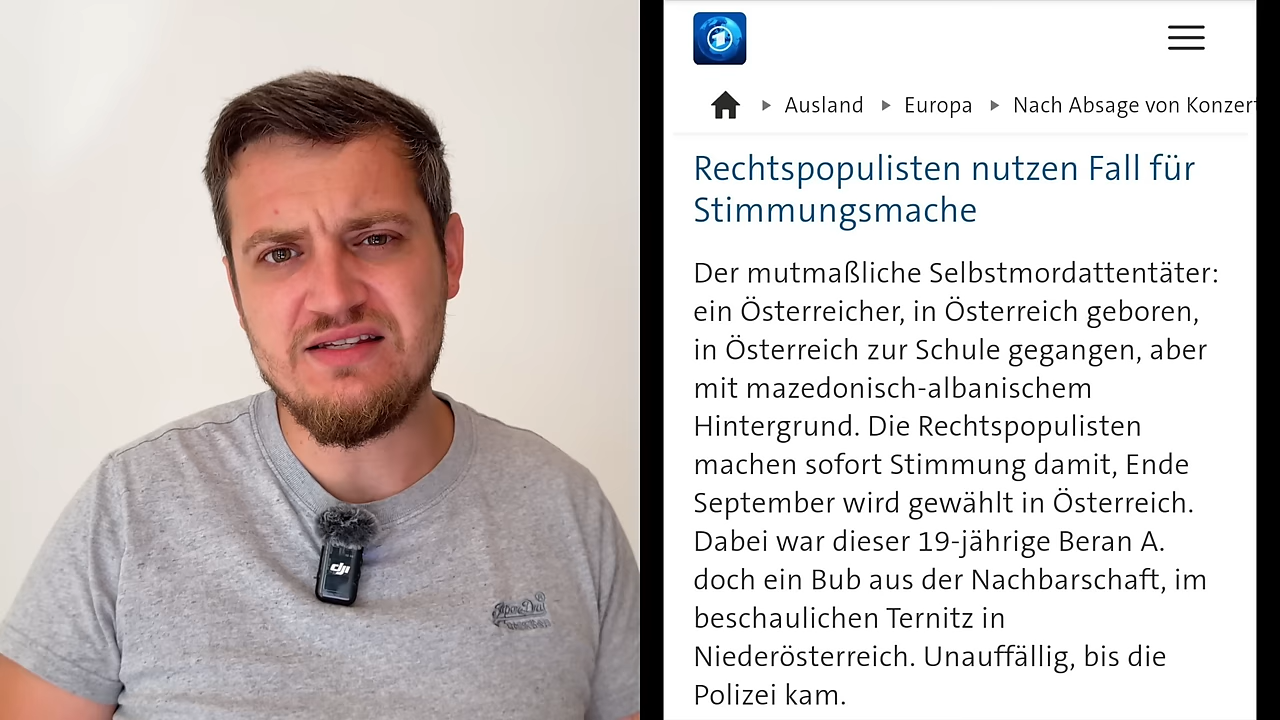 Ausland ▸ Europa ▸ Nach Absage von Konzert
Rechtspopulisten nutzen Fall für
Stimmungsmache
Der mutmaßliche Selbstmordattentäter:
ein Österreicher, in Österreich geboren,
in Österreich zur Schule gegangen, aber
mit mazedonisch-albanischem
Hintergrund. Die Rechtspopulisten
machen sofort Stimmung damit, Ende
September wird gewählt in Österreich.
Dabei war dieser 19-jährige Beran A.
doch ein Bub aus der Nachbarschaft, im
beschaulichen Ternitz in
Niederösterreich. Unauffällig, bis die
Polizei kam.
dji